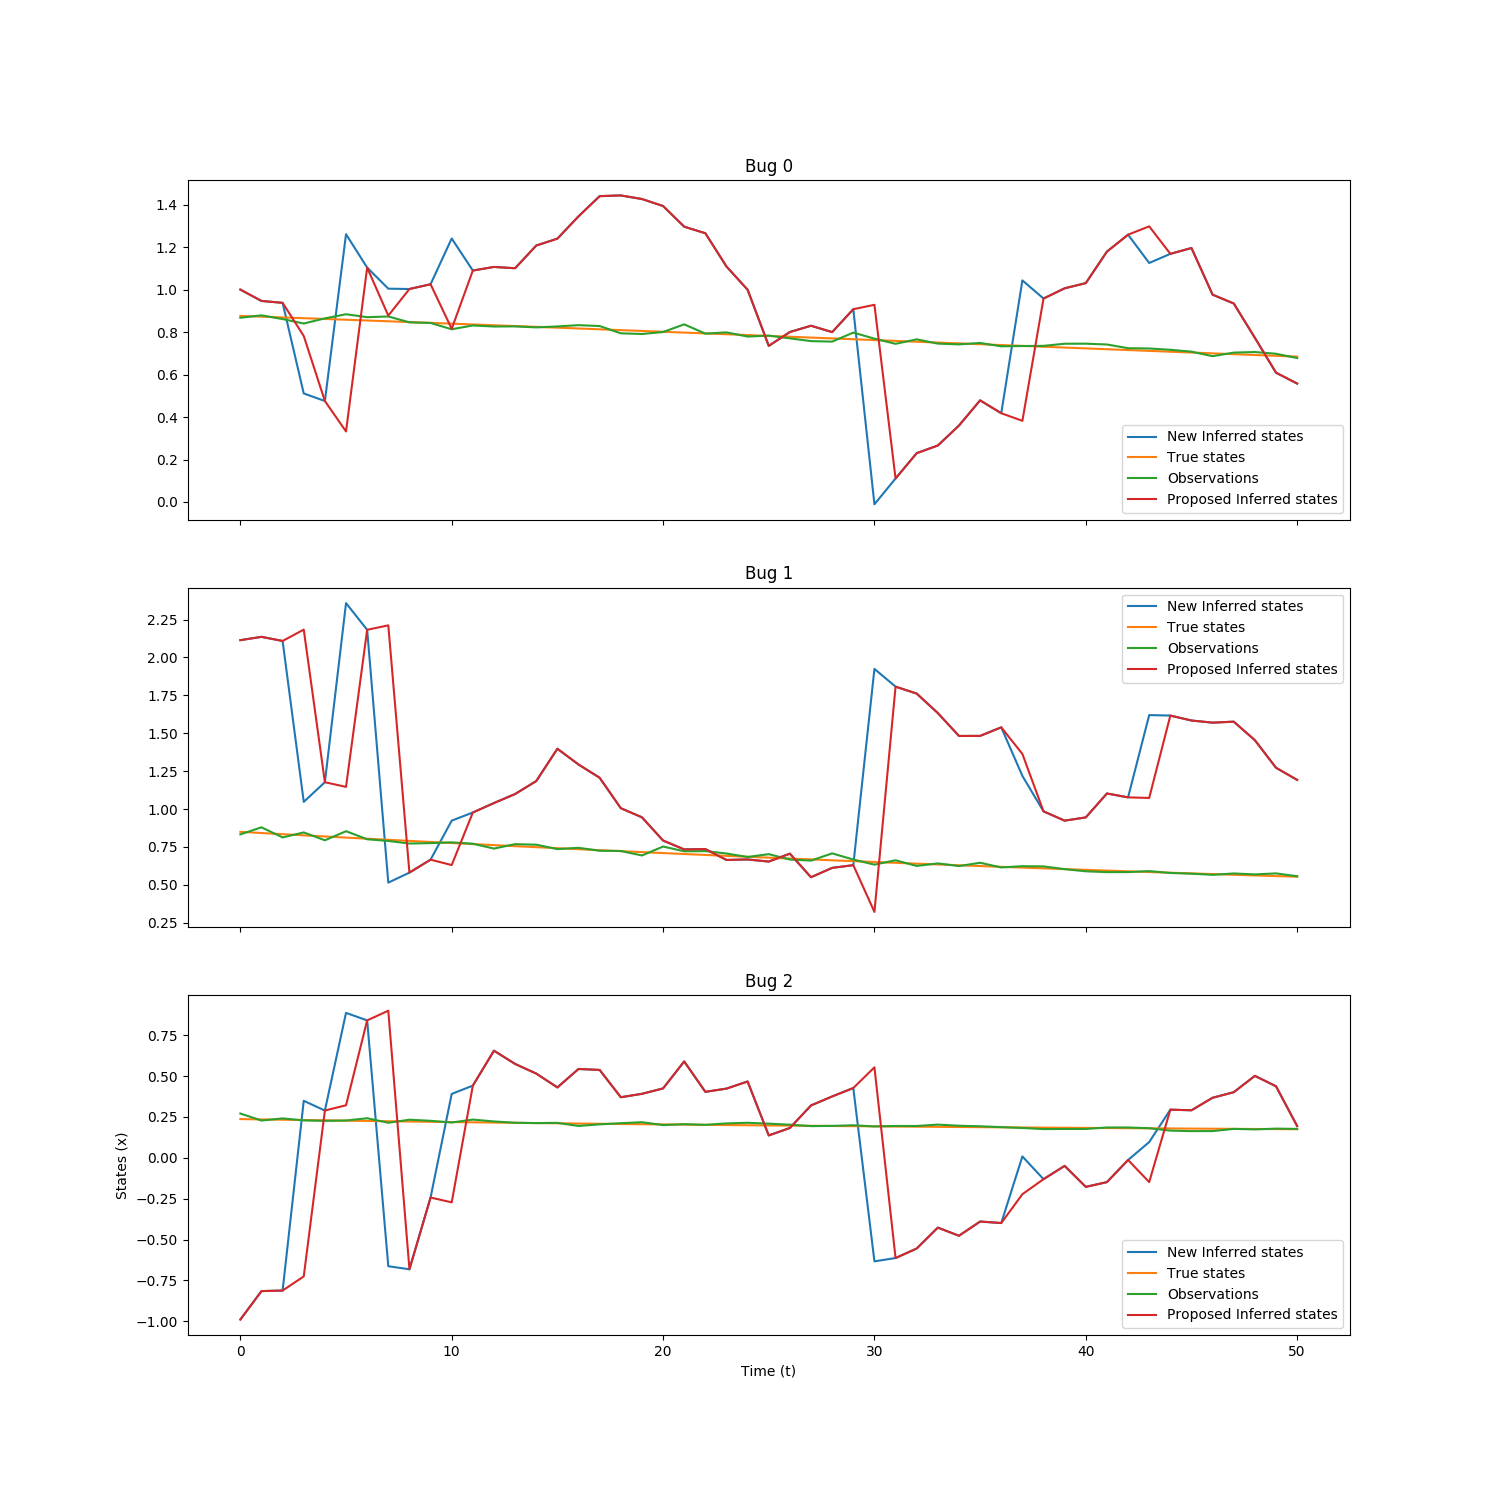 Bug 0
1.4
1.2
1.0
0.8
0.6
0.4
0.2
0.0
New Inferred states
True states
Observations
Proposed Inferred states
Bug 1
2.25
2.00
1.75
1.50
1.25
1.00
0.75
0.50
0.25
New Inferred states
True states
Observations
Proposed Inferred states
Bug 2
States (x)
0.75
0.50
0.25
0.00
−0.25
−0.50
−0.75
−1.00
New Inferred states
True states
Observations
Proposed Inferred states
0 10 20 30 40 50
Time (t)